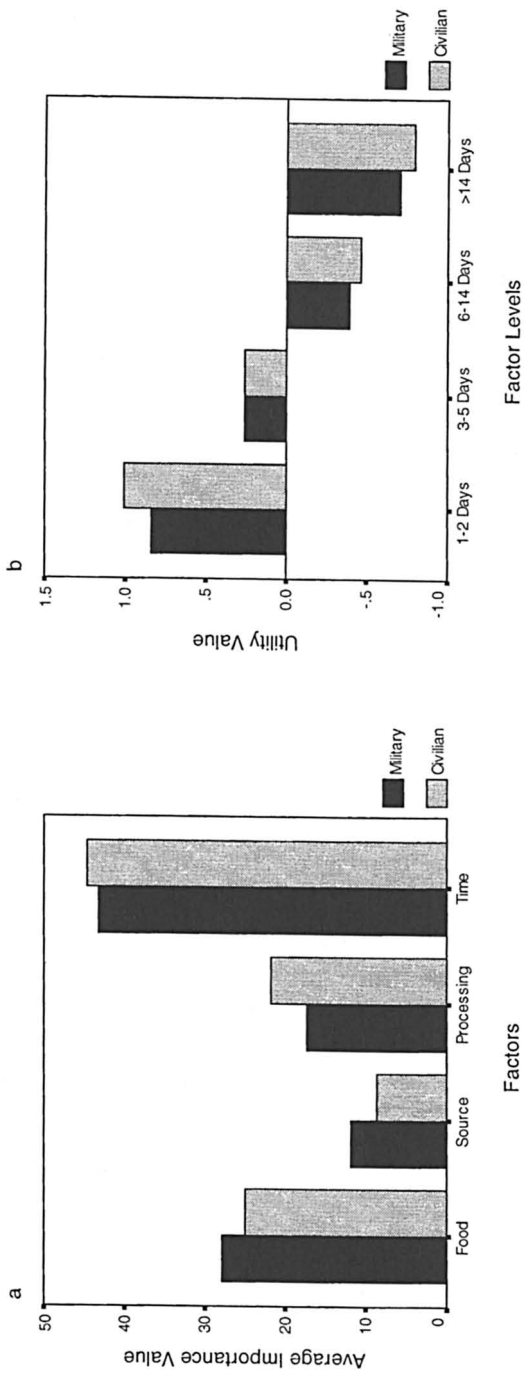 a
Average Importance Value
50
40
30
20
10
0
Food
Source
Processing
Time
Factors
Military
Civilian
b
Utility Value
1.5
1.0
.5
0.0
-.5
-1.0
1-2 Days
3-5 Days
6-14 Days
>14 Days
Factor Levels
Military
Civilian